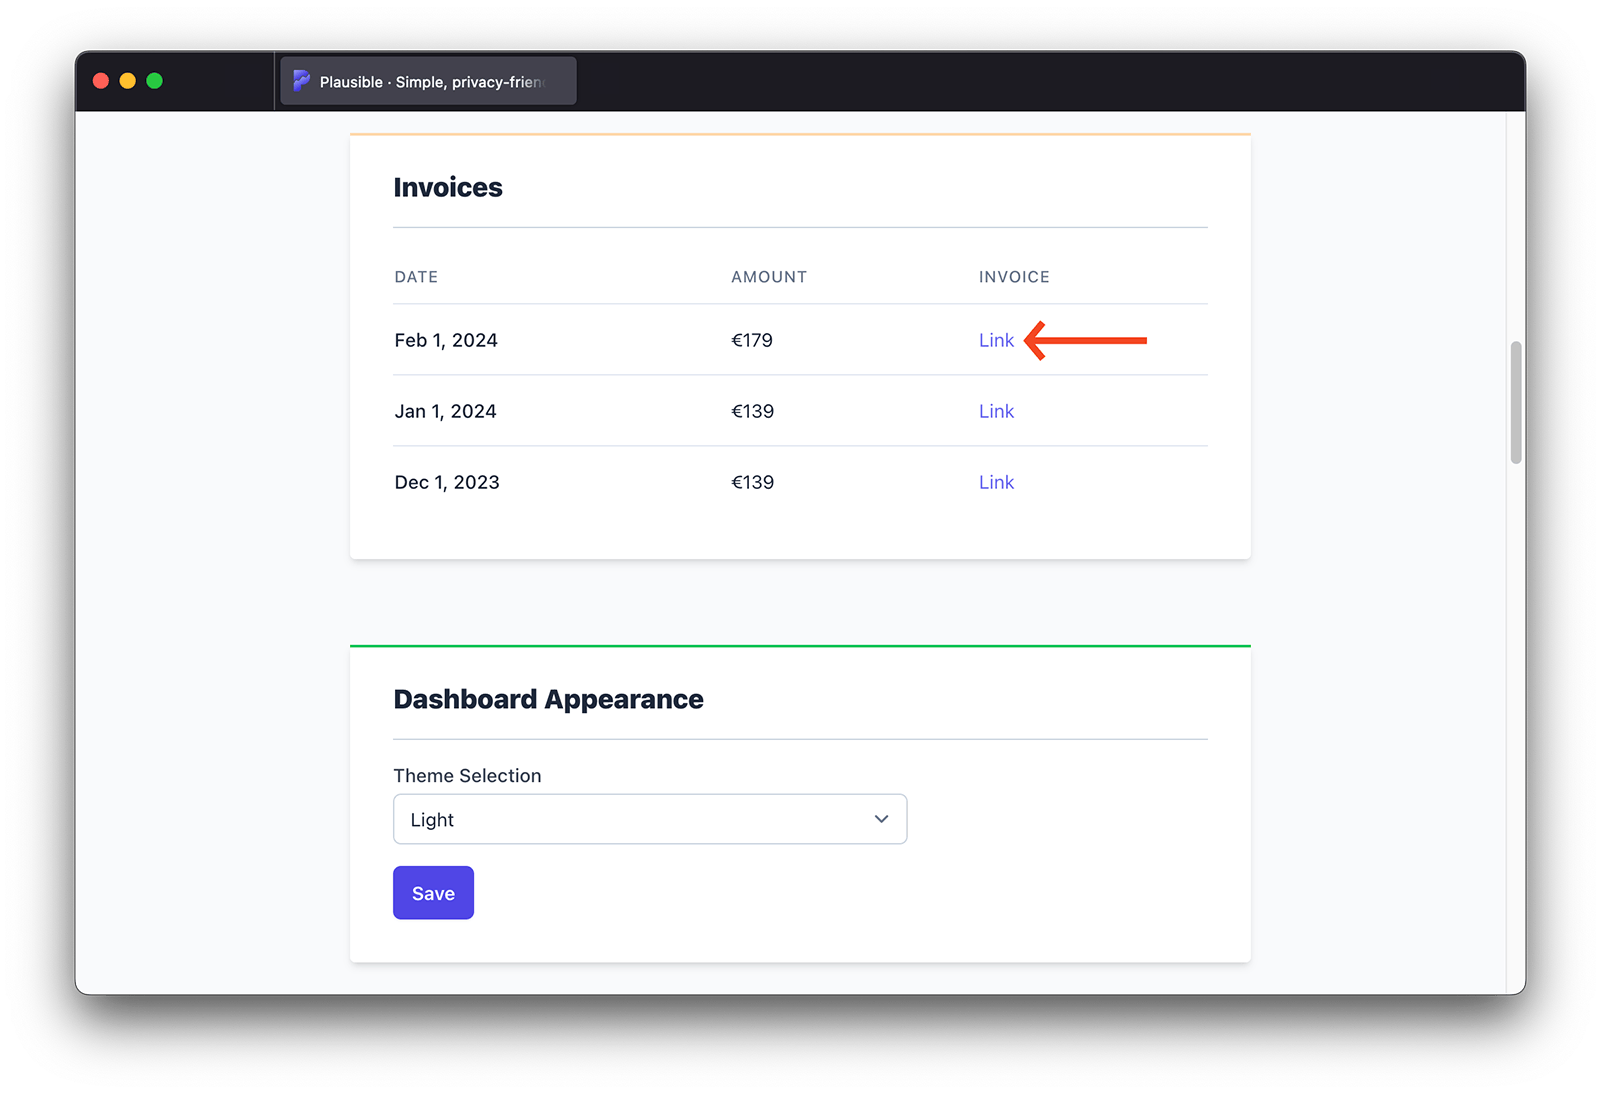 Plausible · Simple, privacy-frien
Invoices
DATE AMOUNT INVOICE
Feb 1, 2024 €179 Link
Jan 1, 2024 €139 Link
Dec 1, 2023 €139 Link
Dashboard Appearance
Theme Selection
Light
Save